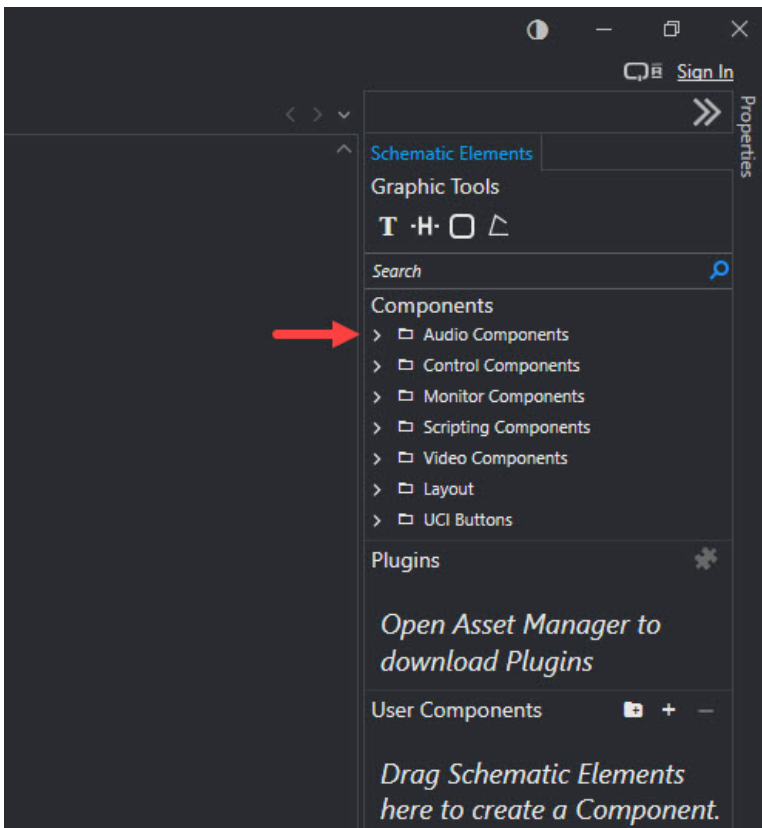 Sign In
Properties
Schematic Elements
Graphic Tools
T ·H·
Search
Components
Audio Components
Control Components
Monitor Components
Scripting Components
Video Components
Layout
UCI Buttons
Plugins
Open Asset Manager to
download Plugins
User Components
Drag Schematic Elements
here to create a Component.